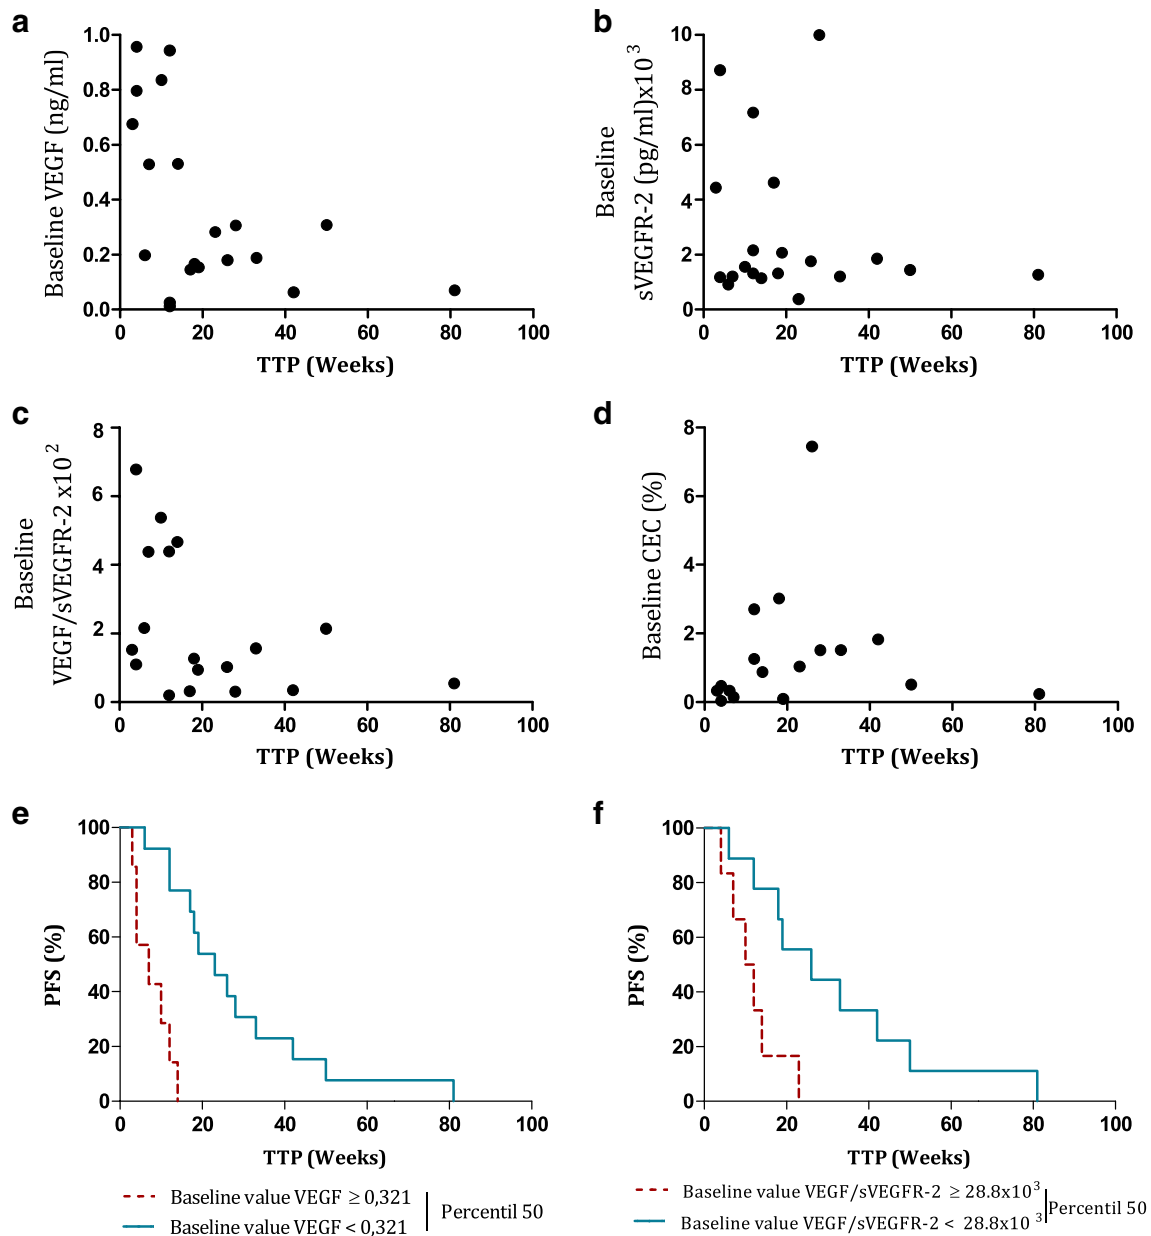 a
Baseline VEGF (ng/ml)
1.0
0.8
0.6
0.4
0.2
0.0
0 20 40 60 80 100
TTP (Weeks)
b
Baseline
sVEGFR-2 (pg/ml)x10³
10
8
6
4
2
0
0 20 40 60 80 100
TTP (Weeks)
c
Baseline
VEGF/sVEGFR-2 x10²
8
6
4
2
0
0 20 40 60 80 100
TTP (Weeks)
d
Baseline CEC (%)
8
6
4
2
0
0 20 40 60 80 100
TTP (Weeks)
e
PFS (%)
100
80
60
40
20
0
0 20 40 60 80 100
TTP (Weeks)
Baseline value VEGF ≥ 0,321
Baseline value VEGF < 0,321
Percentil 50
f
PFS (%)
100
80
60
40
20
0
0 20 40 60 80 100
TTP (Weeks)
Baseline value VEGF/sVEGFR-2 ≥ 28.8x10³
Baseline value VEGF/sVEGFR-2 < 28.8x10³
Percentil 50